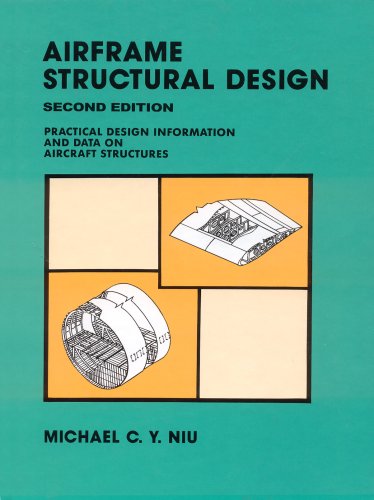 AIRFRAME
STRUCTURAL DESIGN
SECOND EDITION
PRACTICAL DESIGN INFORMATION
AND DATA ON
AIRCRAFT STRUCTURES
MICHAEL C. Y. NIU